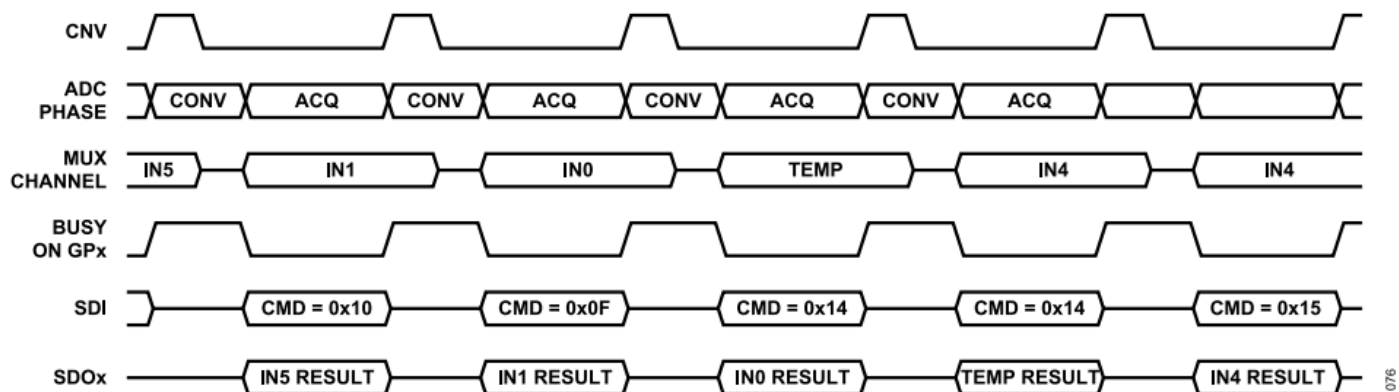 CNV
ADC
PHASE
CONV ACQ CONV ACQ CONV ACQ CONV ACQ
MUX
CHANNEL
IN5 IN1 IN0 TEMP IN4 IN4
BUSY
ON GPx
SDI
CMD = 0x10 CMD = 0x0F CMD = 0x14 CMD = 0x14 CMD = 0x15
SDOx
IN5 RESULT IN1 RESULT IN0 RESULT TEMP RESULT IN4 RESULT
076